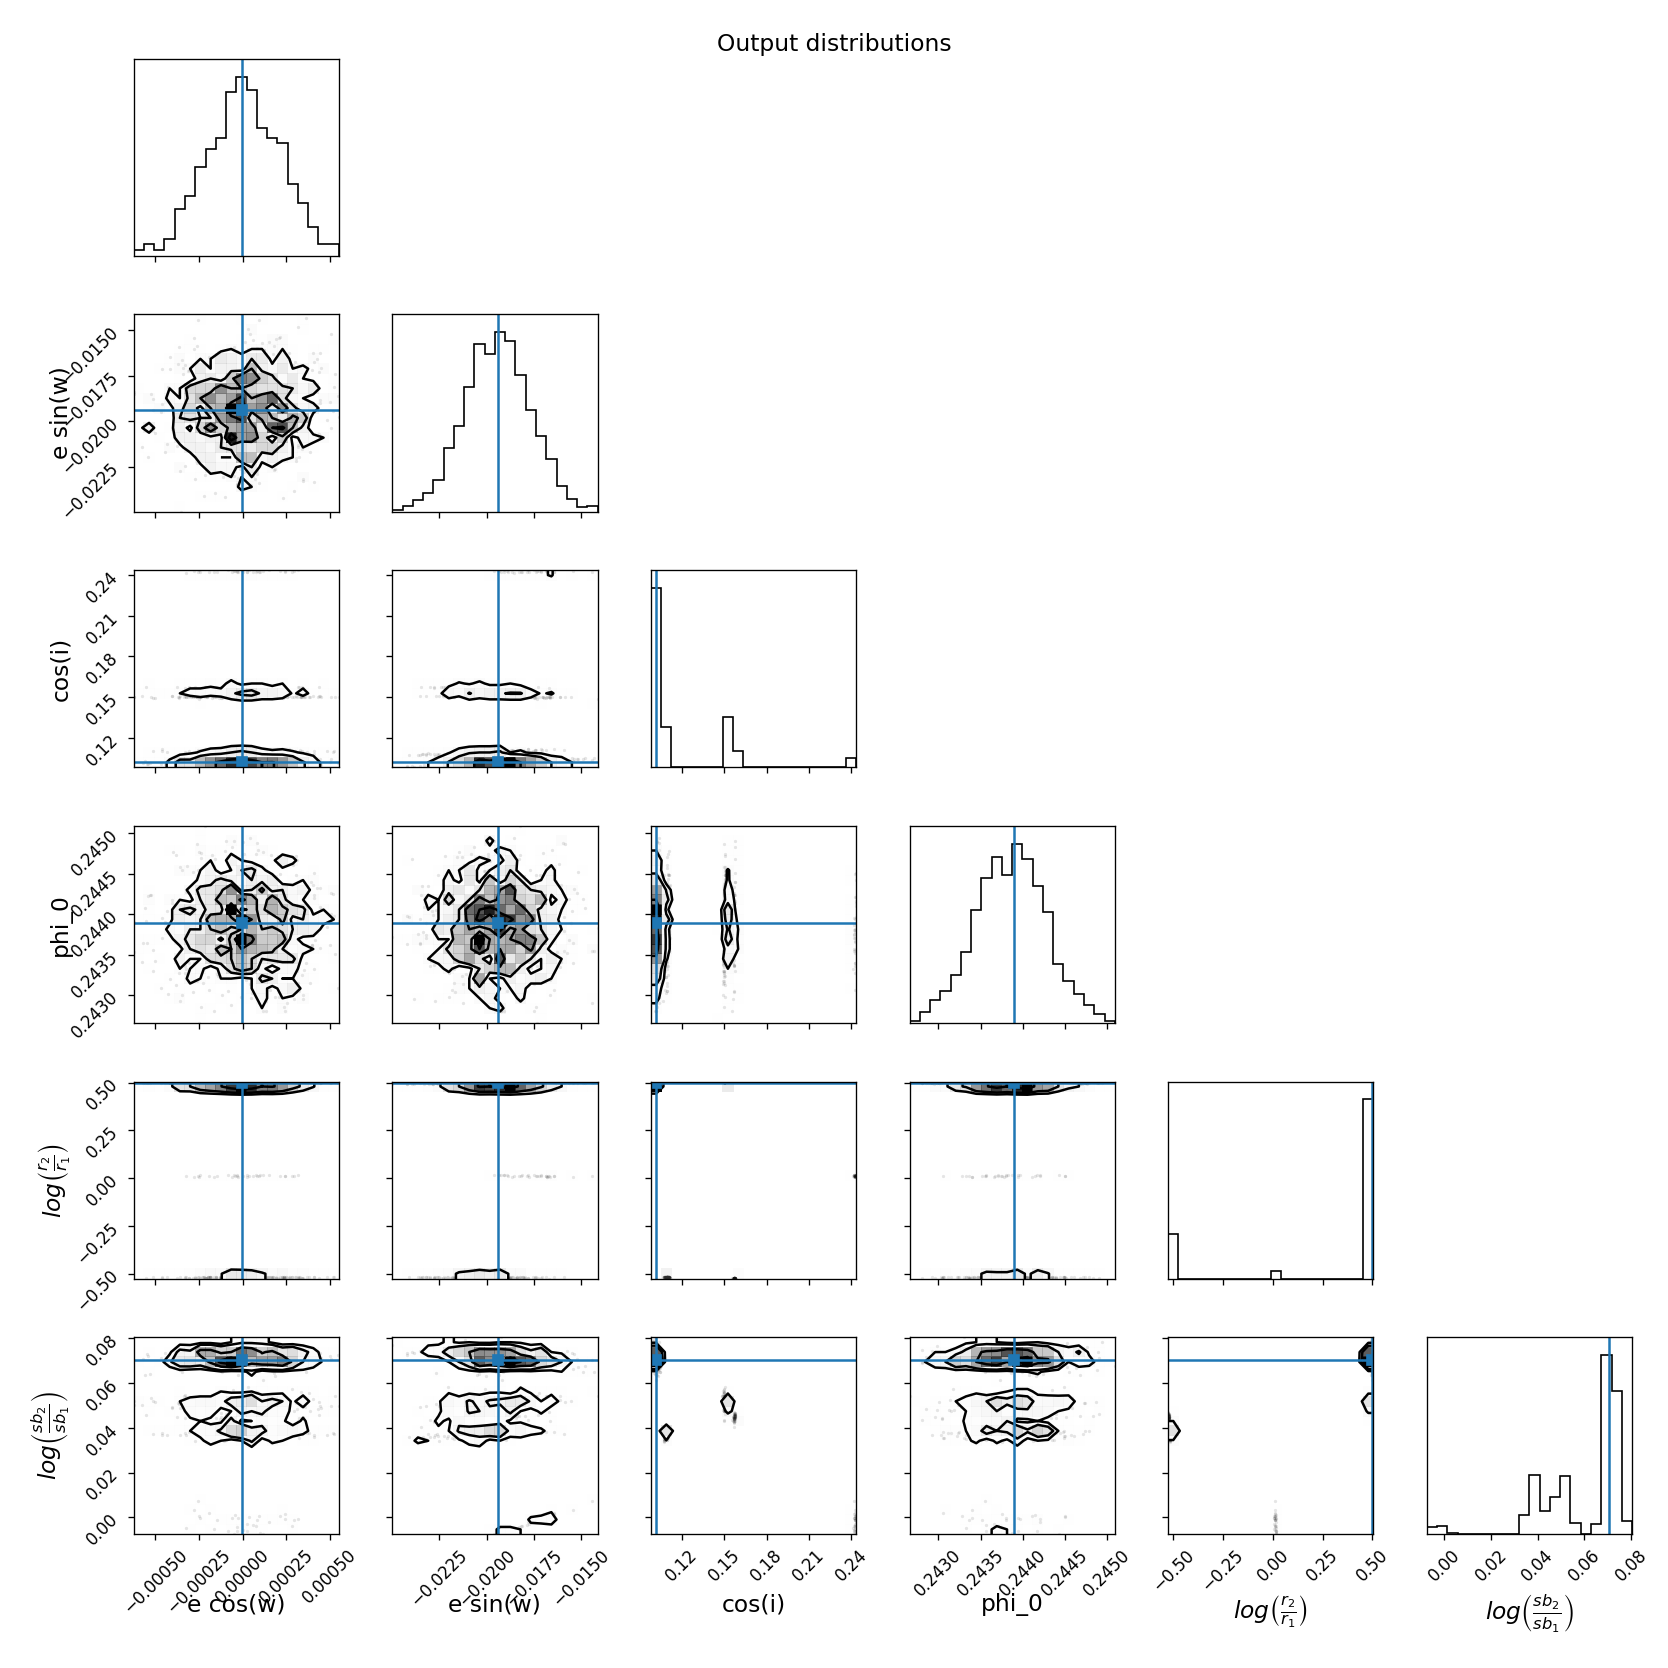 Output distributions
e sin(w)
−0.0150
−0.0175
−0.0200
−0.0225
cos(i)
0.24
0.21
0.18
0.15
0.12
phi_0
0.2450
0.2445
0.2440
0.2435
0.2430
log(r2/r1)
0.50
0.25
0.00
−0.25
−0.50
log(sb2/sb1)
0.08
0.06
0.04
0.02
0.00
−0.00050 −0.00025 0.00000 0.00025 0.00050
e cos(w)
−0.0225 −0.0200 −0.0175 −0.0150
e sin(w)
0.12 0.15 0.18 0.21 0.24
cos(i)
0.2430 0.2435 0.2440 0.2445 0.2450
phi_0
−0.50 −0.25 0.00 0.25 0.50
log(r2/r1)
0.00 0.02 0.04 0.06 0.08
log(sb2/sb1)